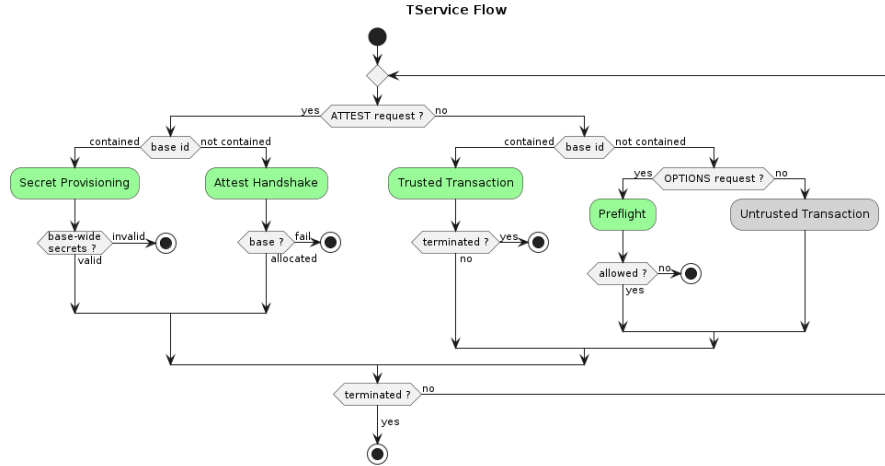 TService Flow
yes
ATTEST request ?
no
contained
base id
not contained
contained
base id
not contained
Secret Provisioning
Attest Handshake
Trusted Transaction
yes
OPTIONS request ?
no
Preflight
Untrusted Transaction
base-wide
secrets ?
invalid
valid
base ?
fail
allocated
terminated ?
yes
no
allowed ?
no
yes
terminated ?
no
yes